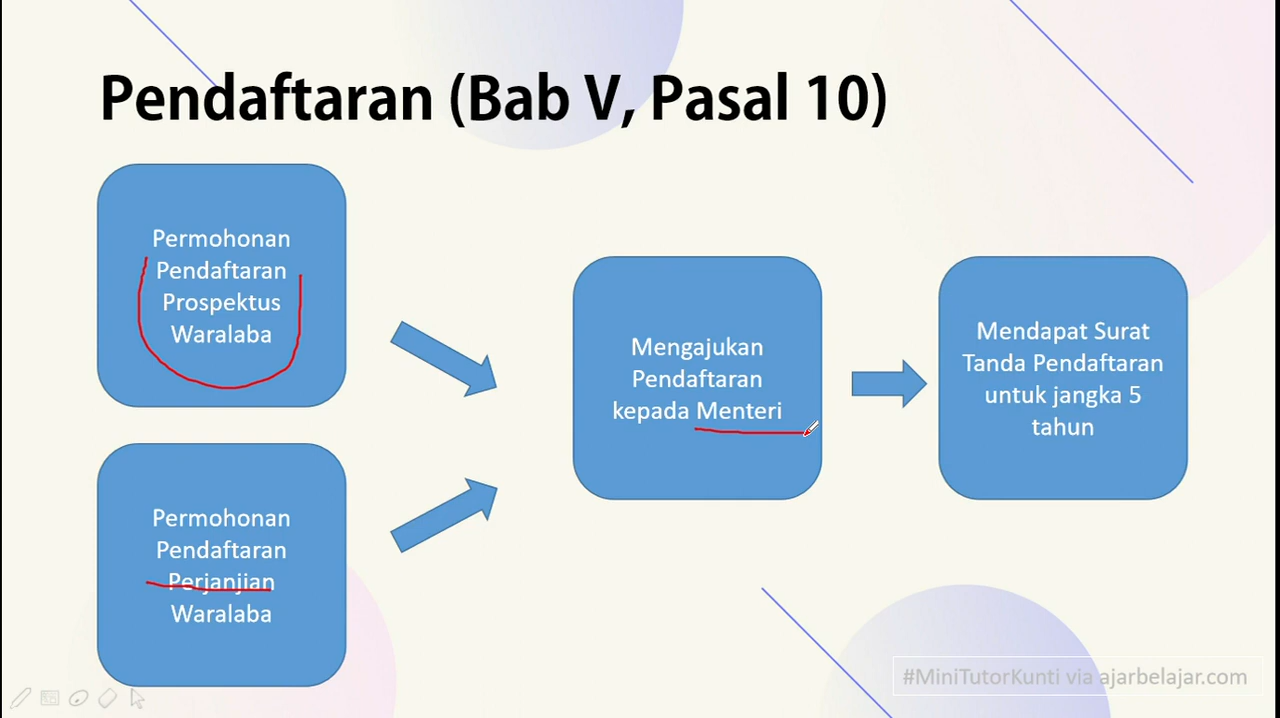 Pendaftaran (Bab V, Pasal 10)
Permohonan
Pendaftaran
Prospektus
Waralaba
Permohonan
Pendaftaran
Perjanjian
Waralaba
Mengajukan
Pendaftaran
kepada Menteri
Mendapat Surat
Tanda Pendaftaran
untuk jangka 5
tahun
#MiniTutorKunti via ajarbelajar.com